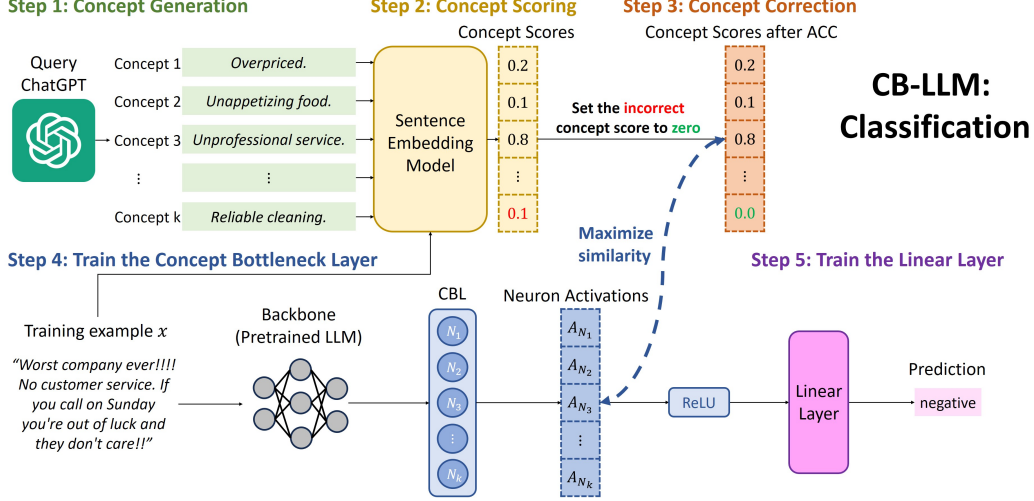 Step 1: Concept Generation
Step 2: Concept Scoring
Step 3: Concept Correction
Query
ChatGPT
Concept 1
Overpriced.
Concept 2
Unappetizing food.
Concept 3
Unprofessional service.
⋮
⋮
Concept k
Reliable cleaning.
Sentence
Embedding
Model
Concept Scores
0.2
0.1
0.8
⋮
0.1
Set the incorrect
concept score to zero
Concept Scores after ACC
0.2
0.1
0.8
⋮
0.0
CB-LLM:
Classification
Maximize
similarity
Step 4: Train the Concept Bottleneck Layer
Step 5: Train the Linear Layer
Training example x
“Worst company ever!!!!
No customer service. If
you call on Sunday
you're out of luck and
they don't care!!”
Backbone
(Pretrained LLM)
CBL
N₁
N₂
N₃
⋮
Nₖ
Neuron Activations
A_N₁
A_N₂
A_N₃
⋮
A_Nₖ
ReLU
Linear
Layer
Prediction
negative